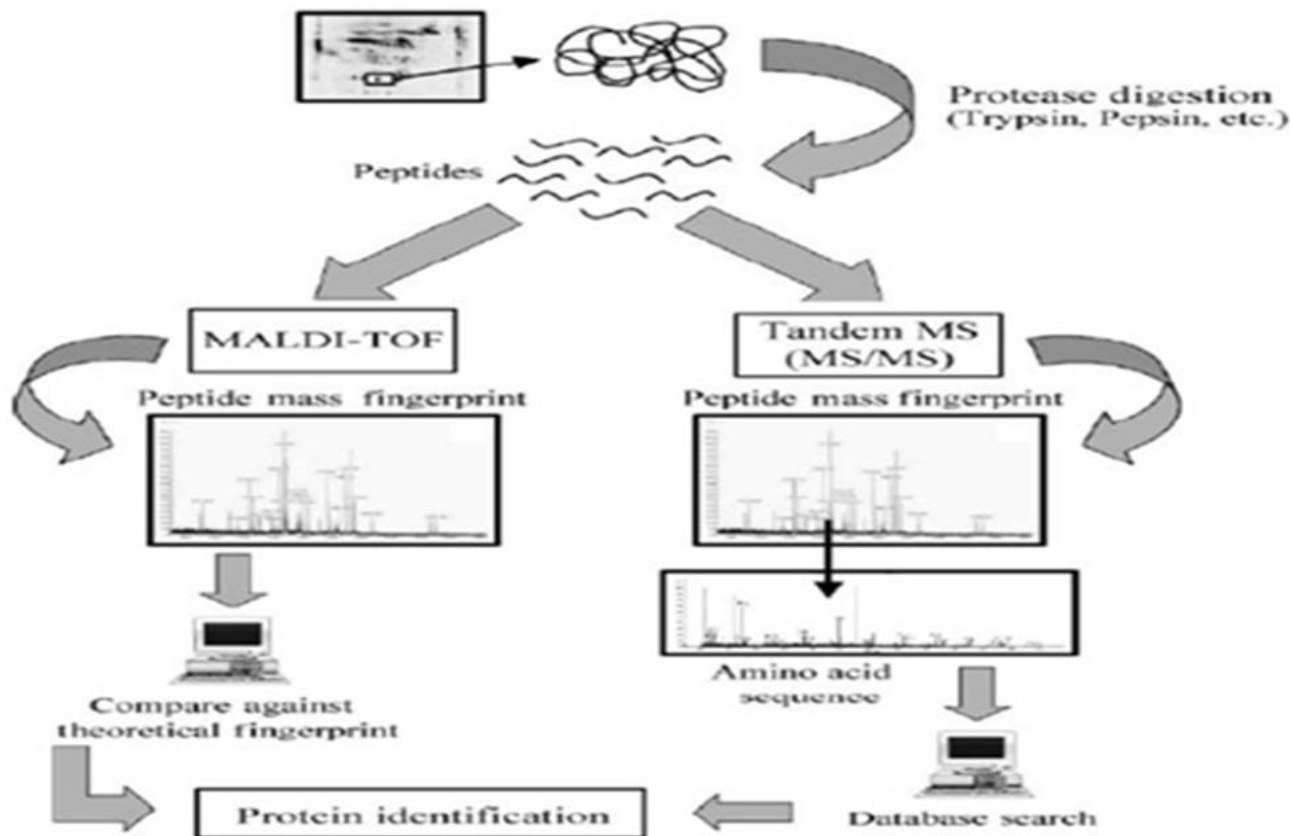 Protease digestion
(Trypsin, Pepsin, etc.)
Peptides
MALDI-TOF
Tandem MS
(MS/MS)
Peptide mass fingerprint
Peptide mass fingerprint
Amino acid
sequence
Compare against
theoretical fingerprint
Database search
Protein identification